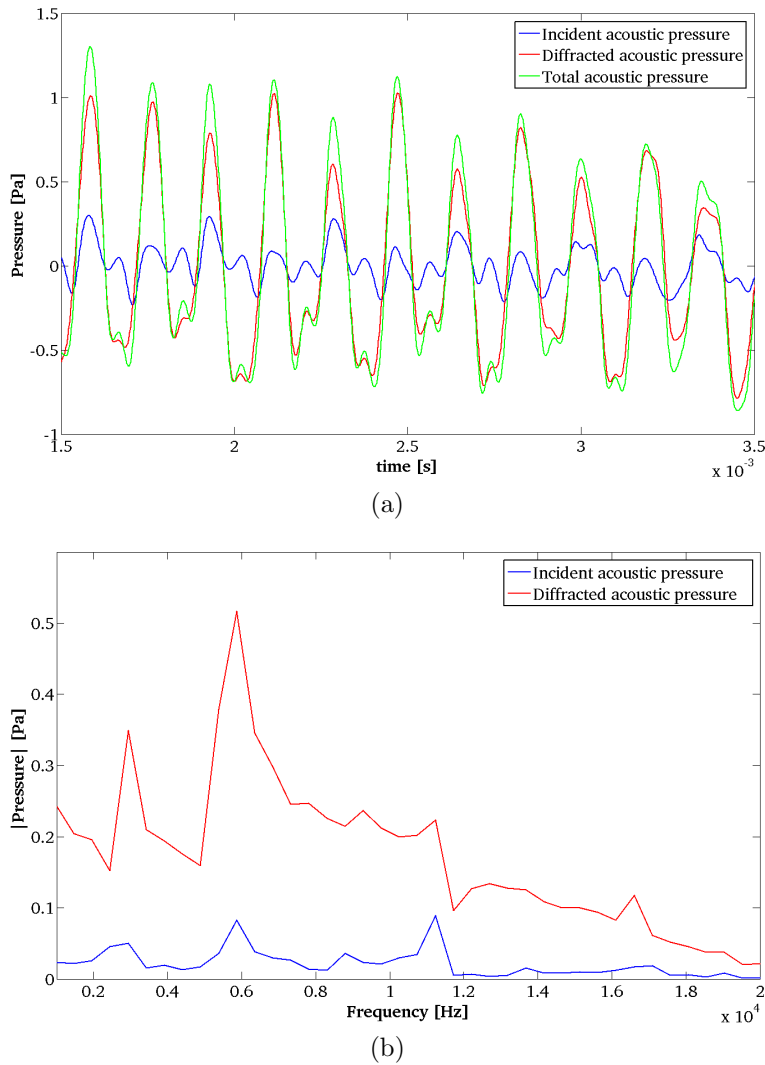 1.5
Incident acoustic pressure
Diffracted acoustic pressure
Total acoustic pressure
1
0.5
0
-0.5
-1
Pressure [Pa]
1.5 2 2.5 3 3.5
time [s]
x 10⁻³
(a)
Incident acoustic pressure
Diffracted acoustic pressure
0.5
0.4
0.3
0.2
0.1
0
|Pressure| [Pa]
0.2 0.4 0.6 0.8 1 1.2 1.4 1.6 1.8 2
Frequency [Hz]
x 10⁴
(b)